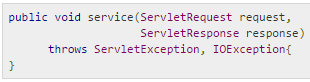 public void service(ServletRequest request,
                    ServletResponse response)
      throws ServletException, IOException{
}